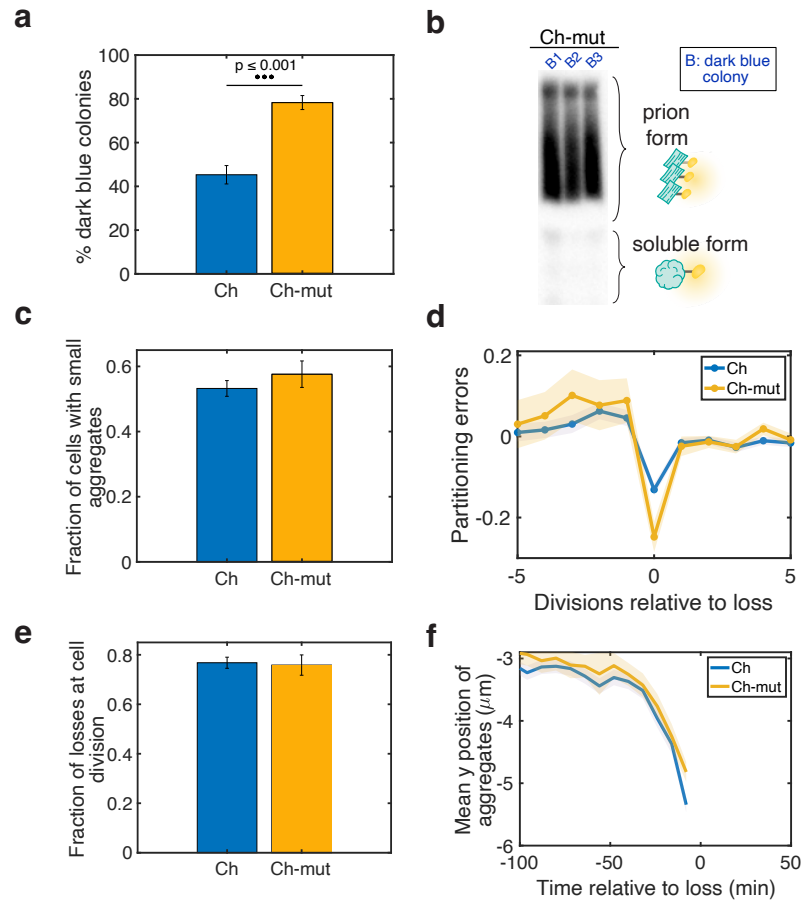 a
% dark blue colonies
100
80
60
40
20
0
p ≤ 0.001
•••
Ch
Ch-mut
b
Ch-mut
B1 B2 B3
B: dark blue
colony
prion
form
soluble form
c
Fraction of cells with small
aggregates
0.6
0.4
0.2
0
Ch
Ch-mut
d
Partitioning errors
0.2
0
-0.2
Ch
Ch-mut
-5
0
5
Divisions relative to loss
e
Fraction of losses at cell
division
0.8
0.6
0.4
0.2
0
Ch
Ch-mut
f
Mean y position of
aggregates (μm)
-3
-4
-5
-6
Ch
Ch-mut
-100
-50
0
50
Time relative to loss (min)